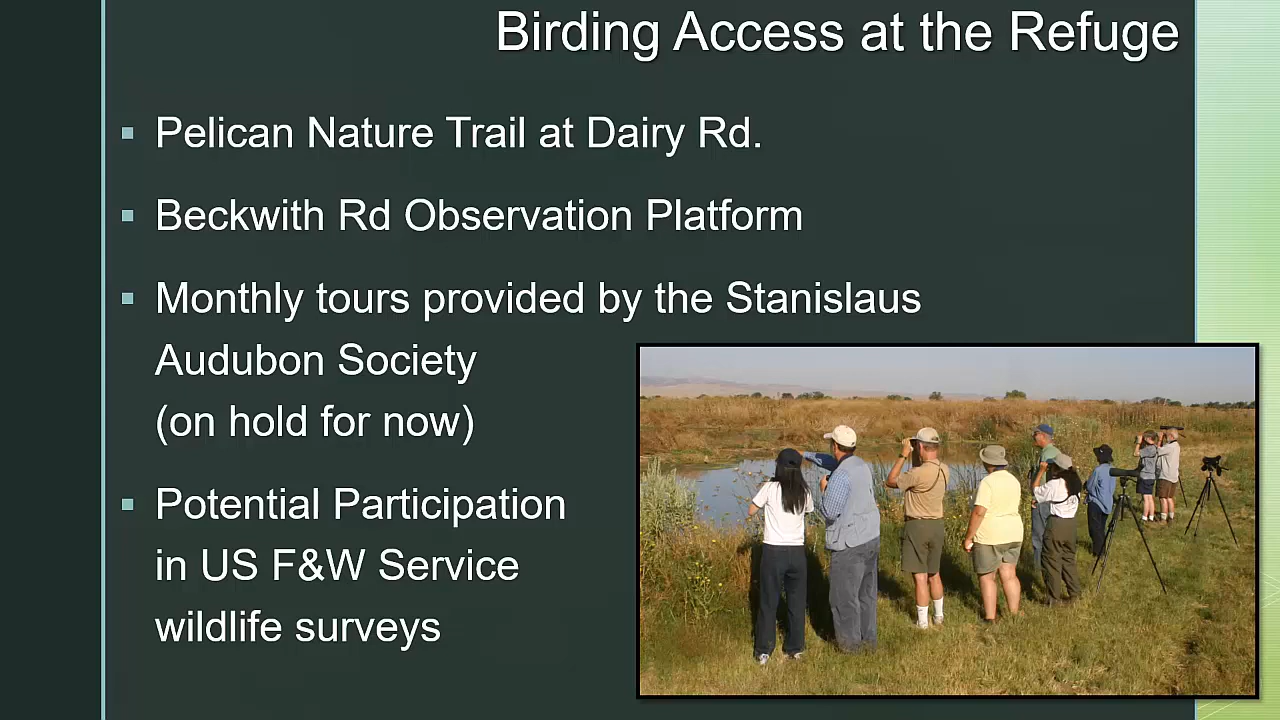 Birding Access at the Refuge
Pelican Nature Trail at Dairy Rd.
Beckwith Rd Observation Platform
Monthly tours provided by the Stanislaus
Audubon Society
(on hold for now)
Potential Participation
in US F&W Service
wildlife surveys